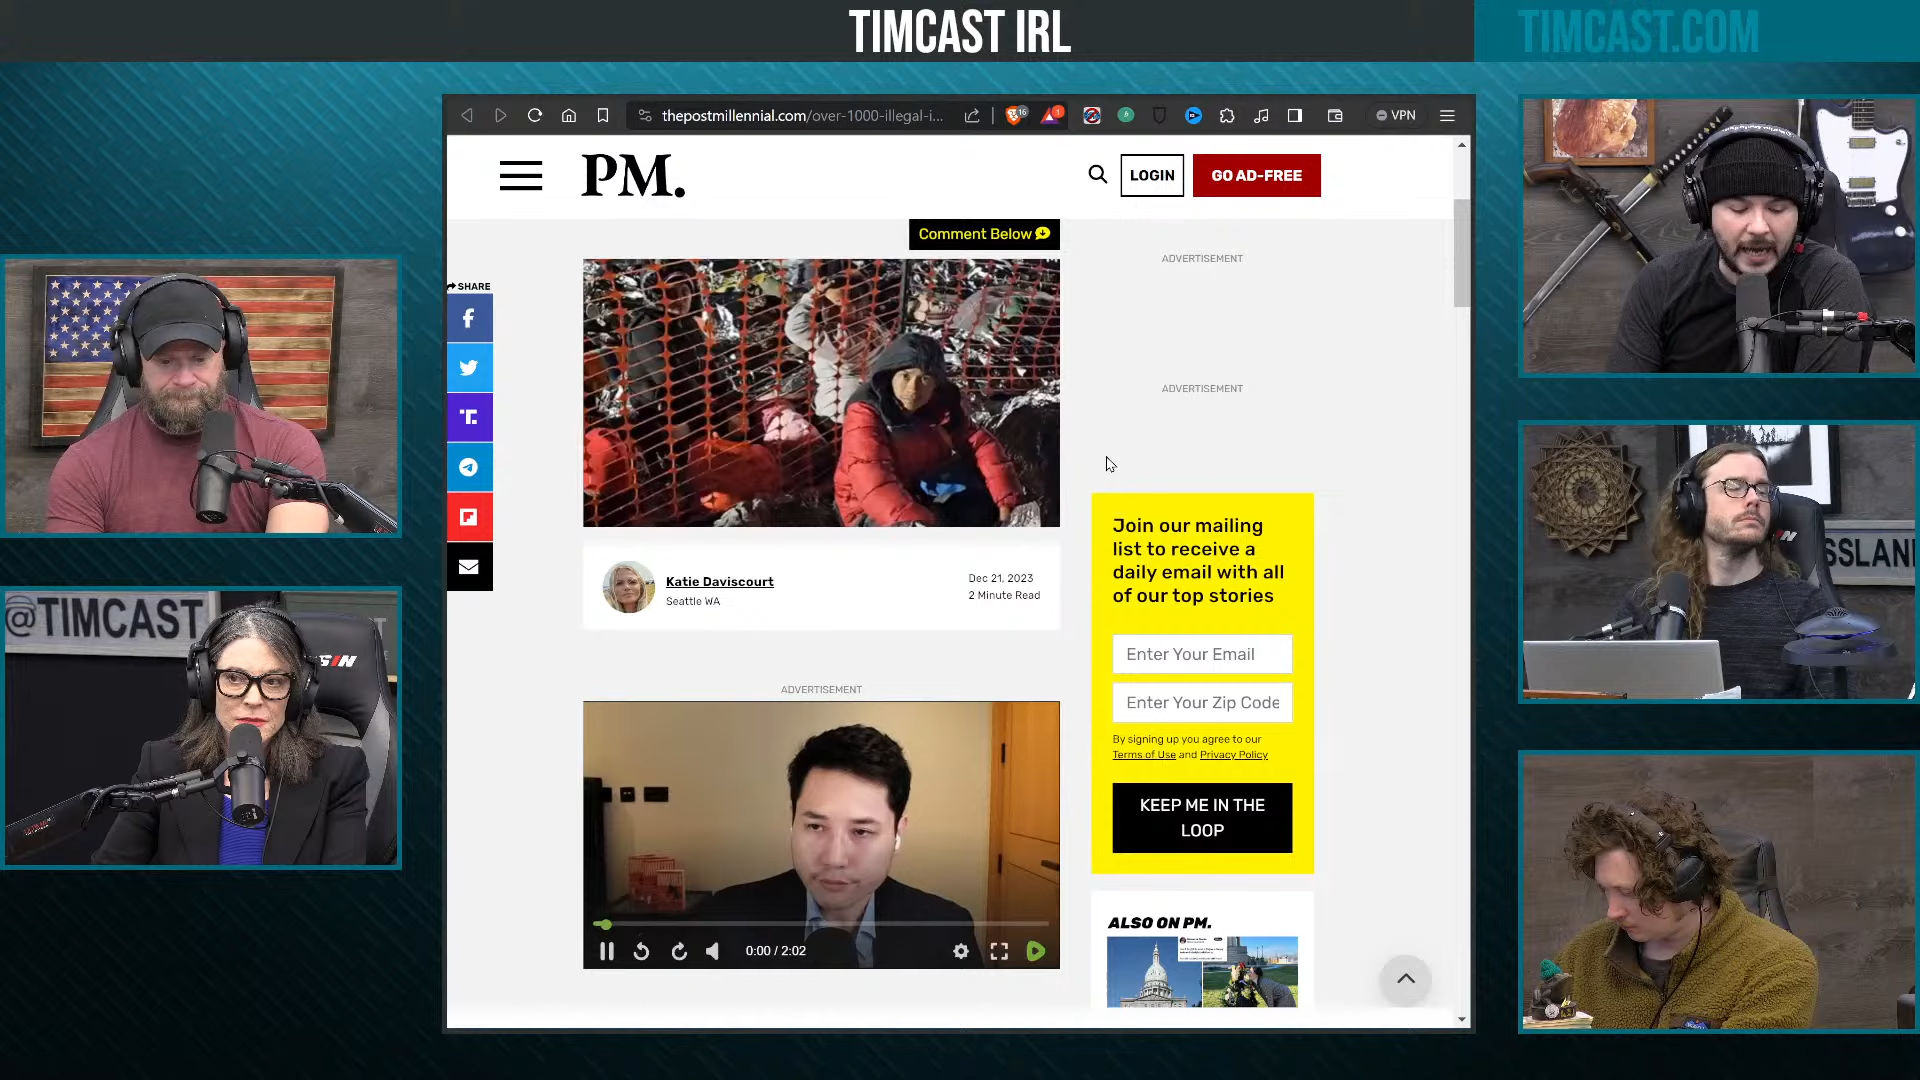 TIMCAST IRL
TIMCAST.COM
thepostmillennial.com/over-1000-illegal-i...
16
1
VPN
PM.
LOGIN
GO AD-FREE
Comment Below
ADVERTISEMENT
SHARE
ADVERTISEMENT
Join our mailing
list to receive a
daily email with all
of our top stories
Katie Daviscourt
Seattle WA
Dec 21, 2023
2 Minute Read
Enter Your Email
Enter Your Zip Code
By signing up you agree to our
Terms of Use and Privacy Policy
KEEP ME IN THE
LOOP
ADVERTISEMENT
0:00 / 2:02
ALSO ON PM.
@TIMCAST
SSLAN